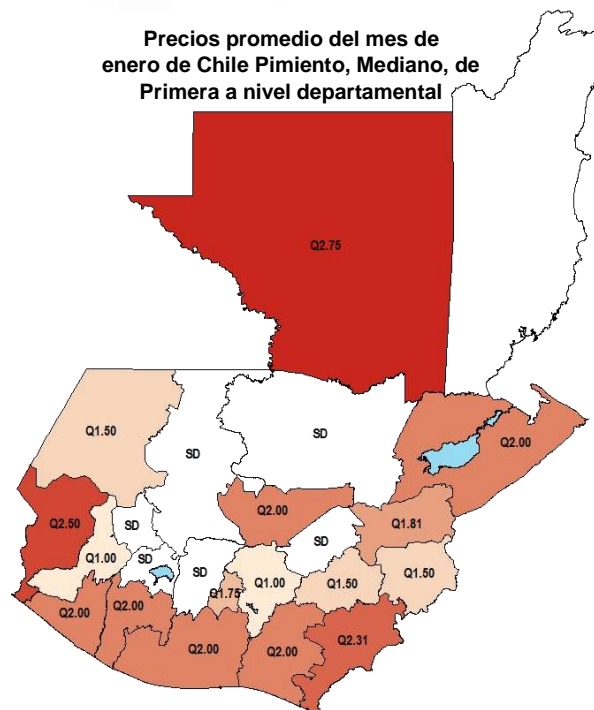 Precios promedio del mes de
enero de Chile Pimiento, Mediano, de
Primera a nivel departamental
Q2.75
Q1.50
SD
SD
Q2.00
Q2.50
SD
Q2.00
Q1.81
Q1.00
SD
SD
SD
Q1.75
Q1.00
Q1.50
Q1.50
Q2.00
Q2.00
Q2.00
Q2.00
Q2.31